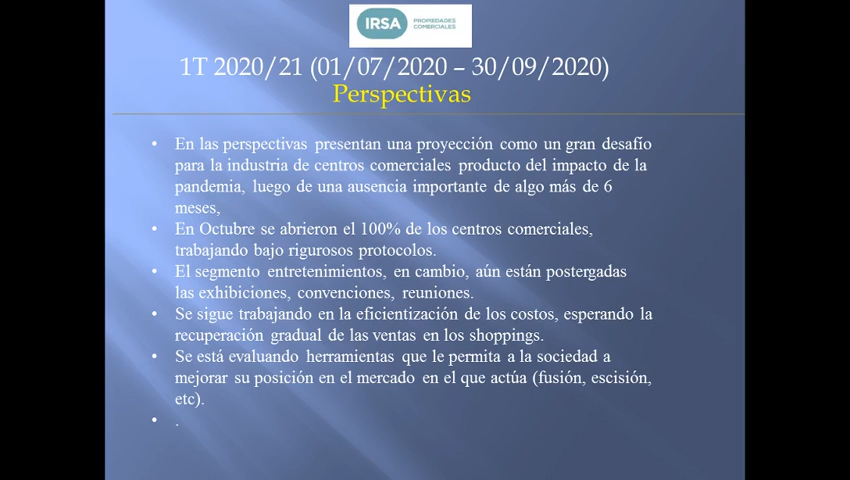 IRSA PROPIEDADES
COMERCIALES
1T 2020/21 (01/07/2020 – 30/09/2020)
Perspectivas
• En las perspectivas presentan una proyección como un gran desafío
para la industria de centros comerciales producto del impacto de la
pandemia, luego de una ausencia importante de algo más de 6
meses,
• En Octubre se abrieron el 100% de los centros comerciales,
trabajando bajo rigurosos protocolos.
• El segmento entretenimientos, en cambio, aún están postergadas
las exhibiciones, convenciones, reuniones.
• Se sigue trabajando en la eficientización de los costos, esperando la
recuperación gradual de las ventas en los shoppings.
• Se está evaluando herramientas que le permita a la sociedad a
mejorar su posición en el mercado en el que actúa (fusión, escisión,
etc).
• .